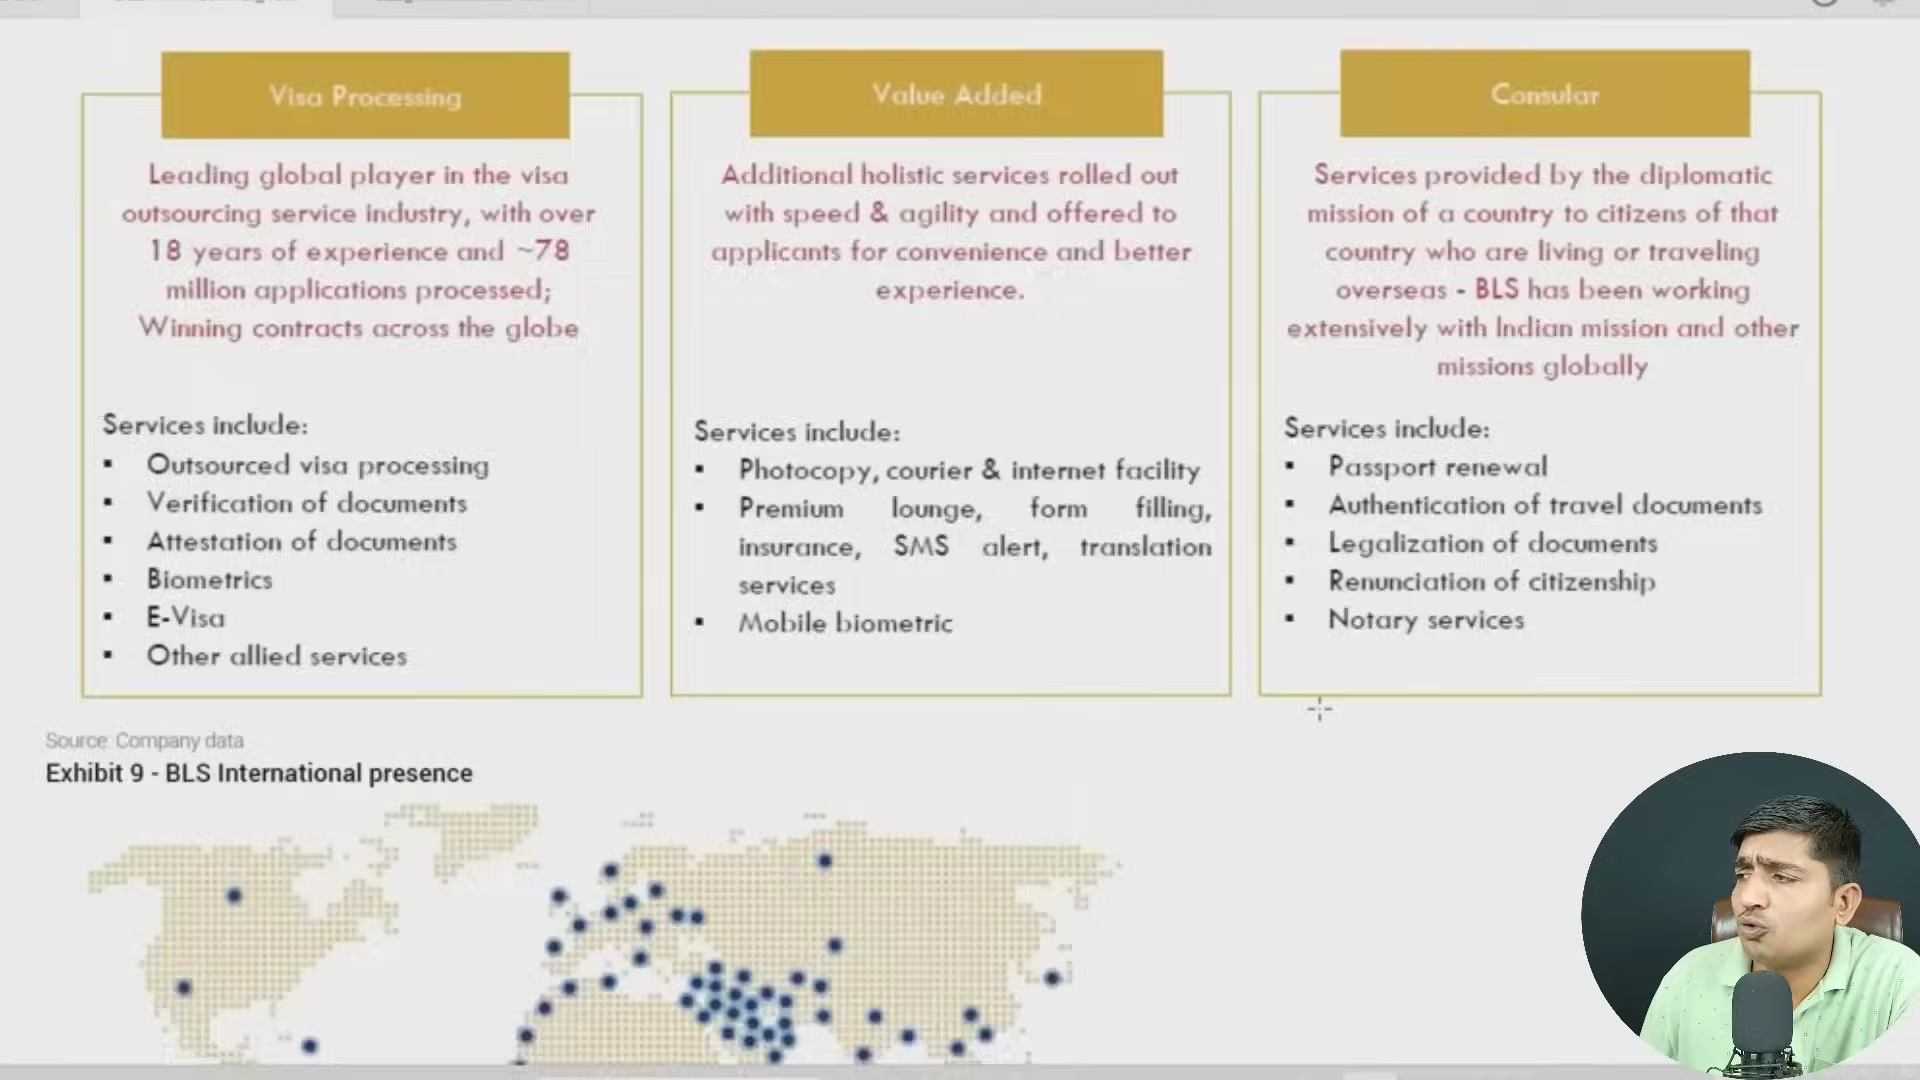 Visa Processing
Leading global player in the visa
outsourcing service industry, with over
18 years of experience and ~78
million applications processed;
Winning contracts across the globe
Services include:
▪ Outsourced visa processing
▪ Verification of documents
▪ Attestation of documents
▪ Biometrics
▪ E-Visa
▪ Other allied services
Value Added
Additional holistic services rolled out
with speed & agility and offered to
applicants for convenience and better
experience.
Services include:
▪ Photocopy, courier & internet facility
▪ Premium lounge, form filling,
insurance, SMS alert, translation
services
▪ Mobile biometric
Consular
Services provided by the diplomatic
mission of a country to citizens of that
country who are living or traveling
overseas - BLS has been working
extensively with Indian mission and other
missions globally
Services include:
▪ Passport renewal
▪ Authentication of travel documents
▪ Legalization of documents
▪ Renunciation of citizenship
▪ Notary services
Source: Company data
Exhibit 9 - BLS International presence